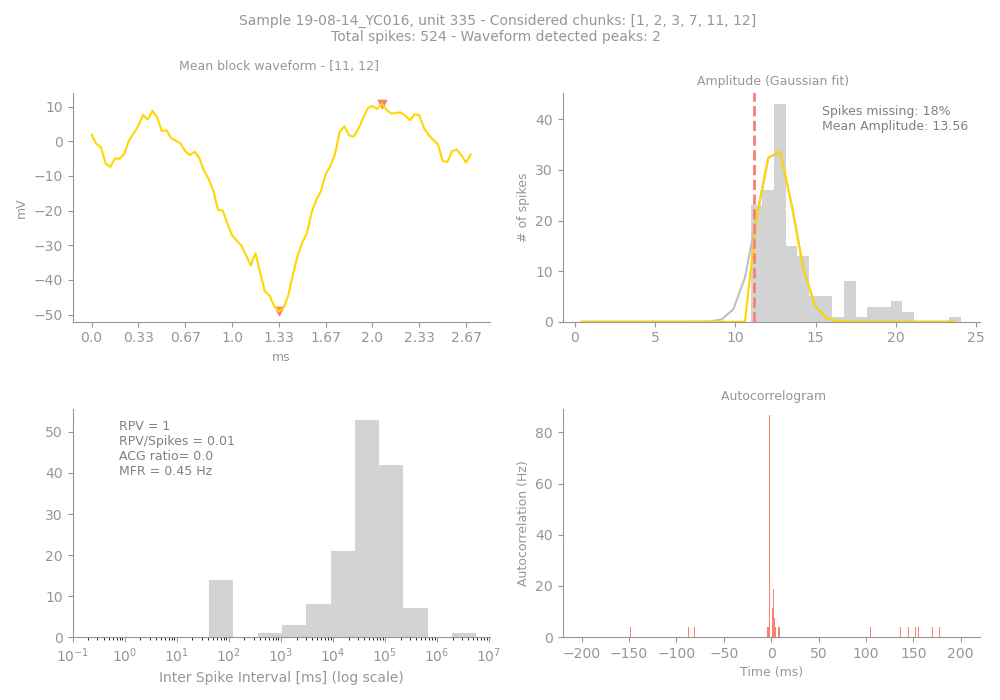 Sample 19-08-14_YC016, unit 335 - Considered chunks: [1, 2, 3, 7, 11, 12]
Total spikes: 524 - Waveform detected peaks: 2
Mean block waveform - [11, 12]
10
0
−10
−20
−30
−40
−50
mV
0.0 0.33 0.67 1.0 1.33 1.67 2.0 2.33 2.67
ms
Amplitude (Gaussian fit)
Spikes missing: 18%
Mean Amplitude: 13.56
40
30
20
10
0
# of spikes
0 5 10 15 20 25
RPV = 1
RPV/Spikes = 0.01
ACG ratio= 0.0
MFR = 0.45 Hz
50
40
30
20
10
0
10⁻¹ 10⁰ 10¹ 10² 10³ 10⁴ 10⁵ 10⁶ 10⁷
Inter Spike Interval [ms] (log scale)
Autocorrelogram
80
60
40
20
0
Autocorrelation (Hz)
−200 −150 −100 −50 0 50 100 150 200
Time (ms)